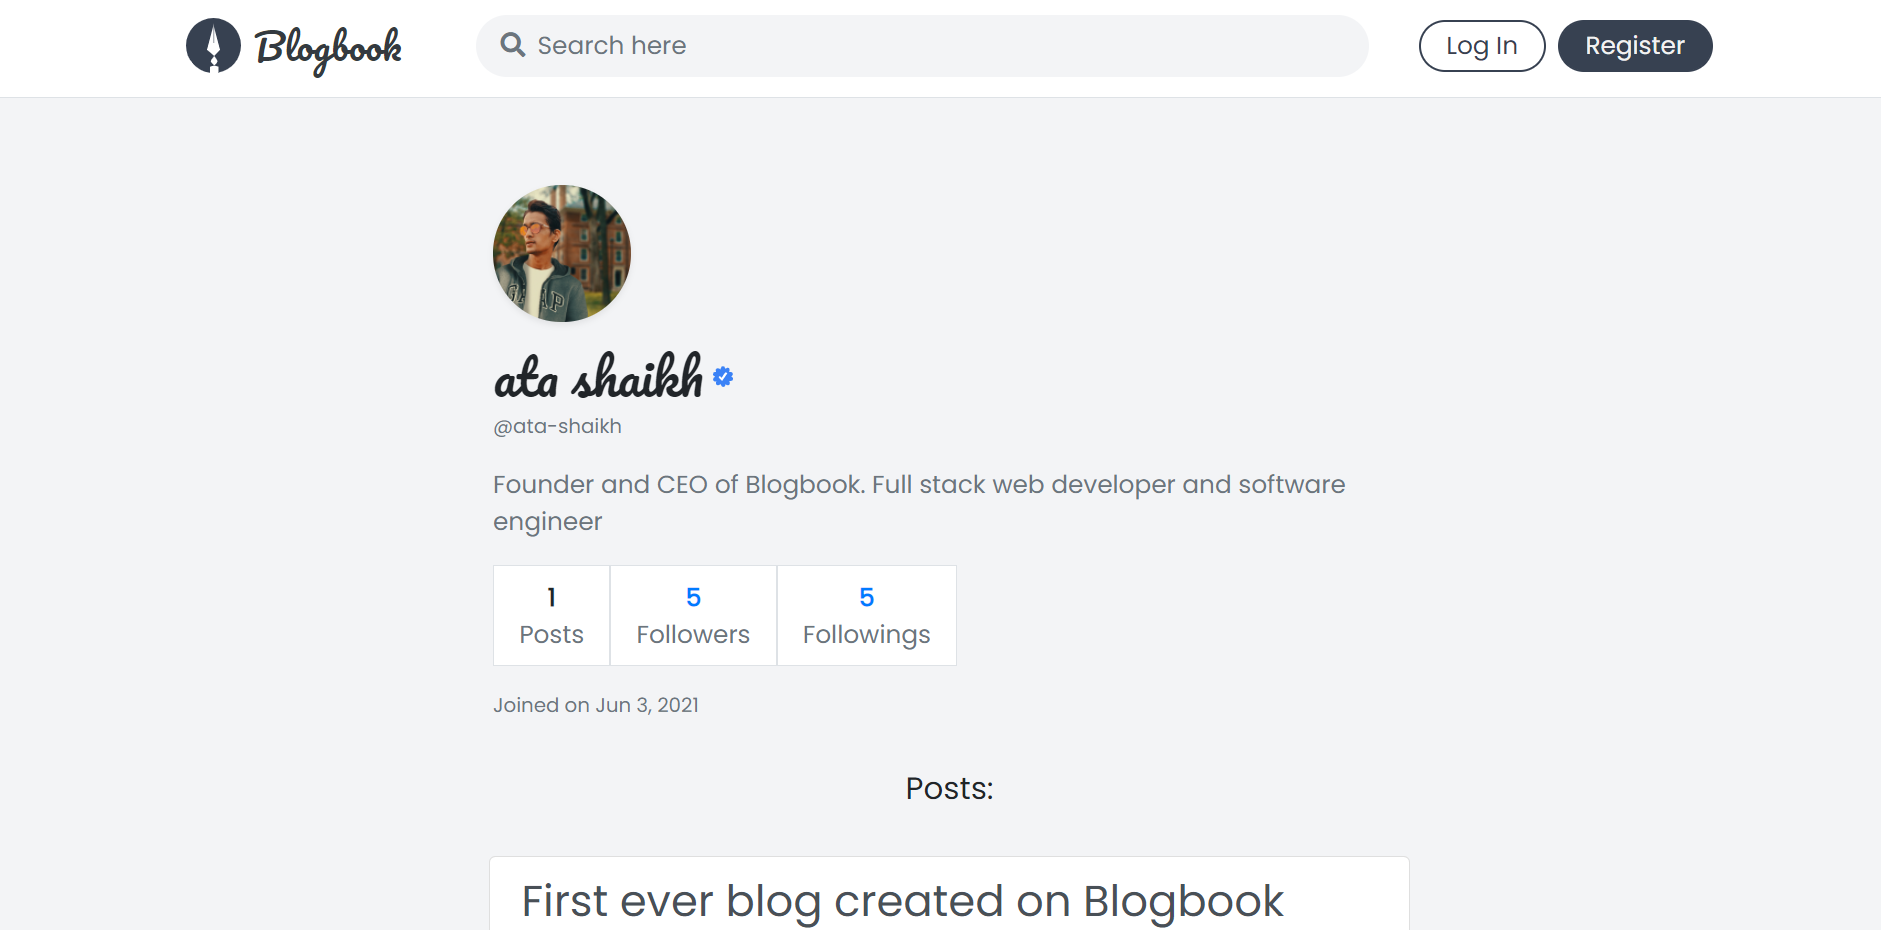 Blogbook
Search here
Log In
Register
GAP
ata shaikh
@ata-shaikh
Founder and CEO of Blogbook. Full stack web developer and software
engineer
1
Posts
5
Followers
5
Followings
Joined on Jun 3, 2021
Posts:
First ever blog created on Blogbook